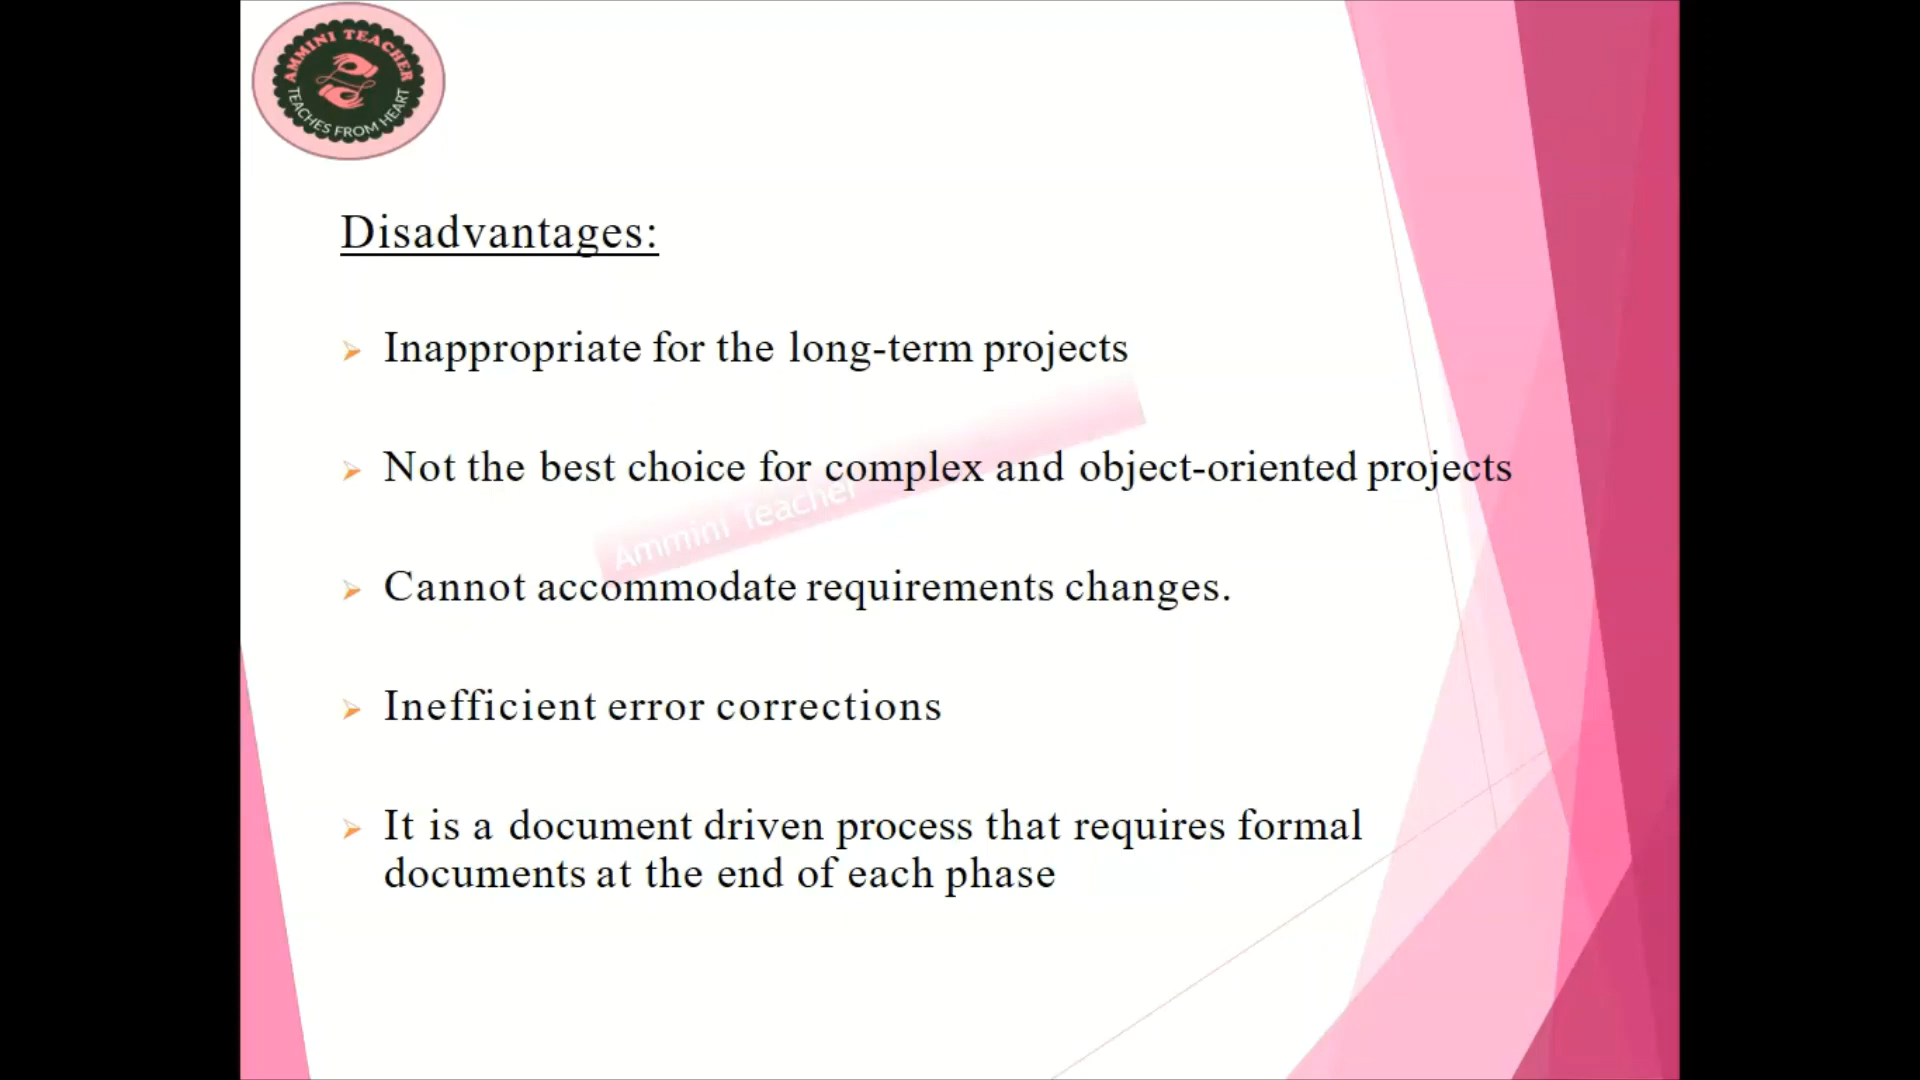 AMMINI TEACHER
TEACHES FROM HEART
Disadvantages:
Inappropriate for the long-term projects
Not the best choice for complex and object-oriented projects
Ammini Teacher
Cannot accommodate requirements changes.
Inefficient error corrections
It is a document driven process that requires formal
documents at the end of each phase